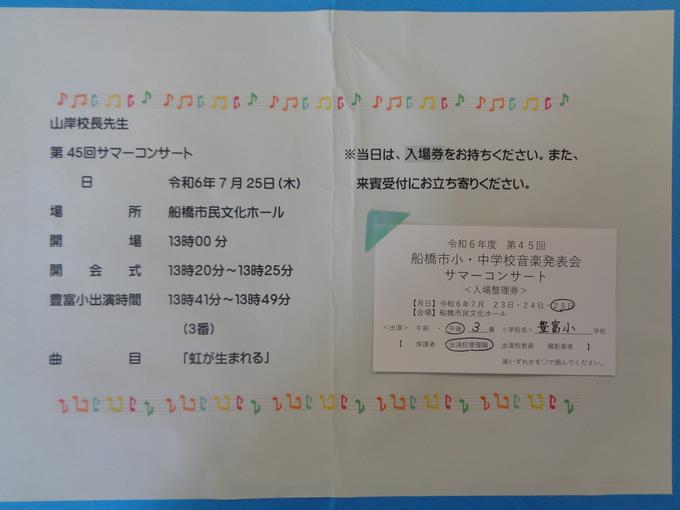 山岸校長先生
第45回サマーコンサート
日 令和6年7月25日(木)
場所 船橋市民文化ホール
開場 13時00分
開会式 13時20分～13時25分
豊富小出演時間 13時41分～13時49分
(3番)
曲目 「虹が生まれる」
※当日は、入場券をお持ちください。また、
来賓受付にお立ち寄りください。
令和6年度 第45回
船橋市小・中学校音楽発表会
サマーコンサート
＜入場整理券＞
【月日】令和6年7月 23日・24日・25日
【会場】船橋市民文化ホール
＜出演＞ 午前・午後 3番 ＜学校名＞ 豊富小 学校
【 保護者 出演校管理職 出演校教員 撮影業者 】
※いずれかを○で囲んでください。